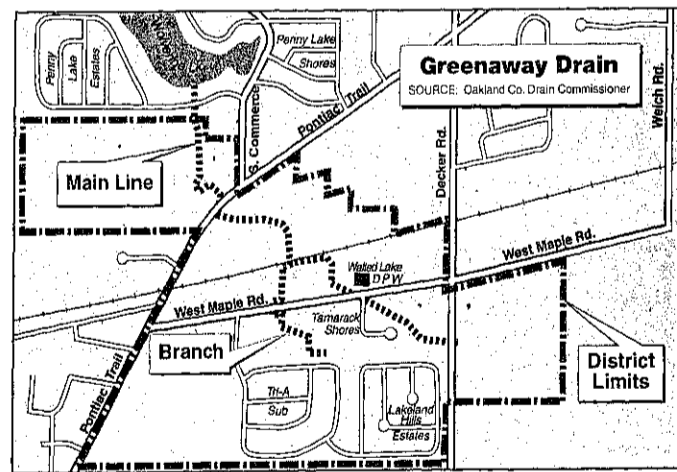 Penny
Lake
Estates
Penny Lake
Shores
Greenaway Drain
SOURCE: Oakland Co. Drain Commissioner
Welch Rd.
S. Commerce
Pontiac Trail
Decker Rd.
Main Line
West Maple Rd.
Walled Lake
D P W
West Maple Rd.
Tamarack
Shores
Branch
District
Limits
Pontiac Trail
Tri-A
Sub
Lakeland
Hills
Estates